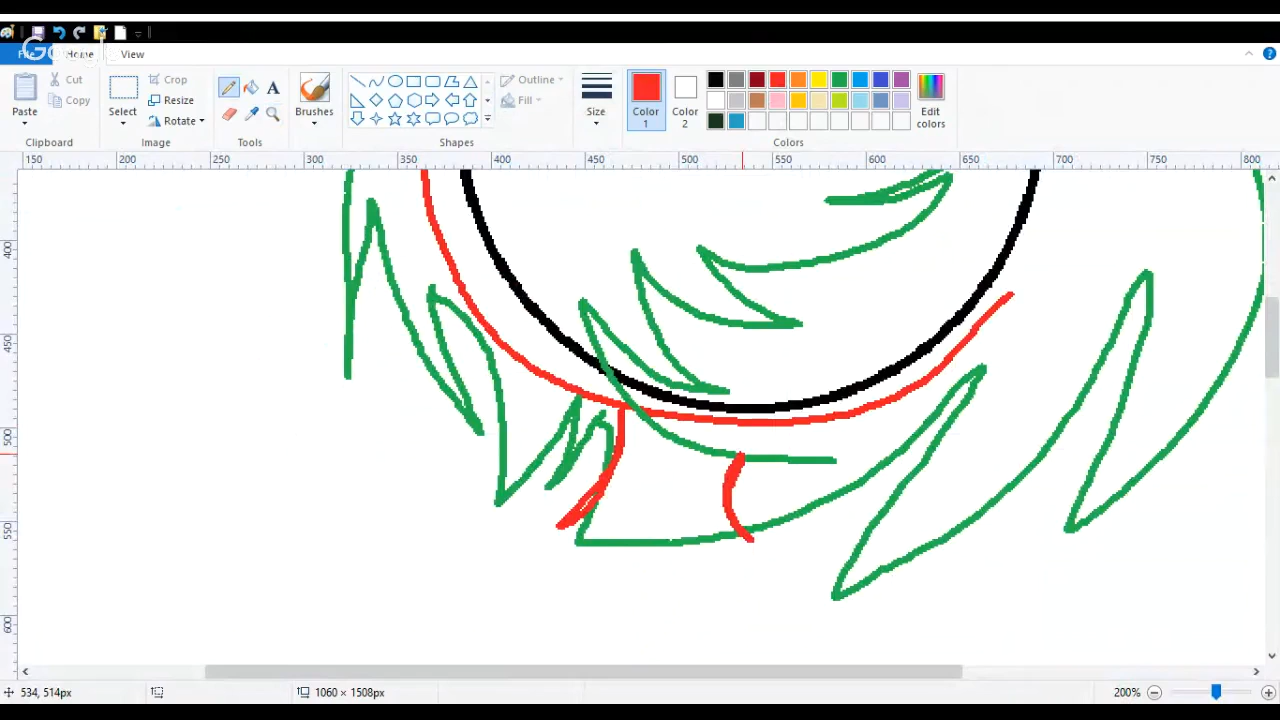 Google
File Home View
Paste
Cut
Copy
Clipboard
Select
Crop
Resize
Rotate
Image
Tools
Brushes
Shapes
Outline
Fill
Size
Color 1
Color 2
Edit colors
Colors
150 200 250 300 350 400 450 500 550 600 650 700 750 800
400
450
500
550
600
534, 514px
1060 × 1508px
200%